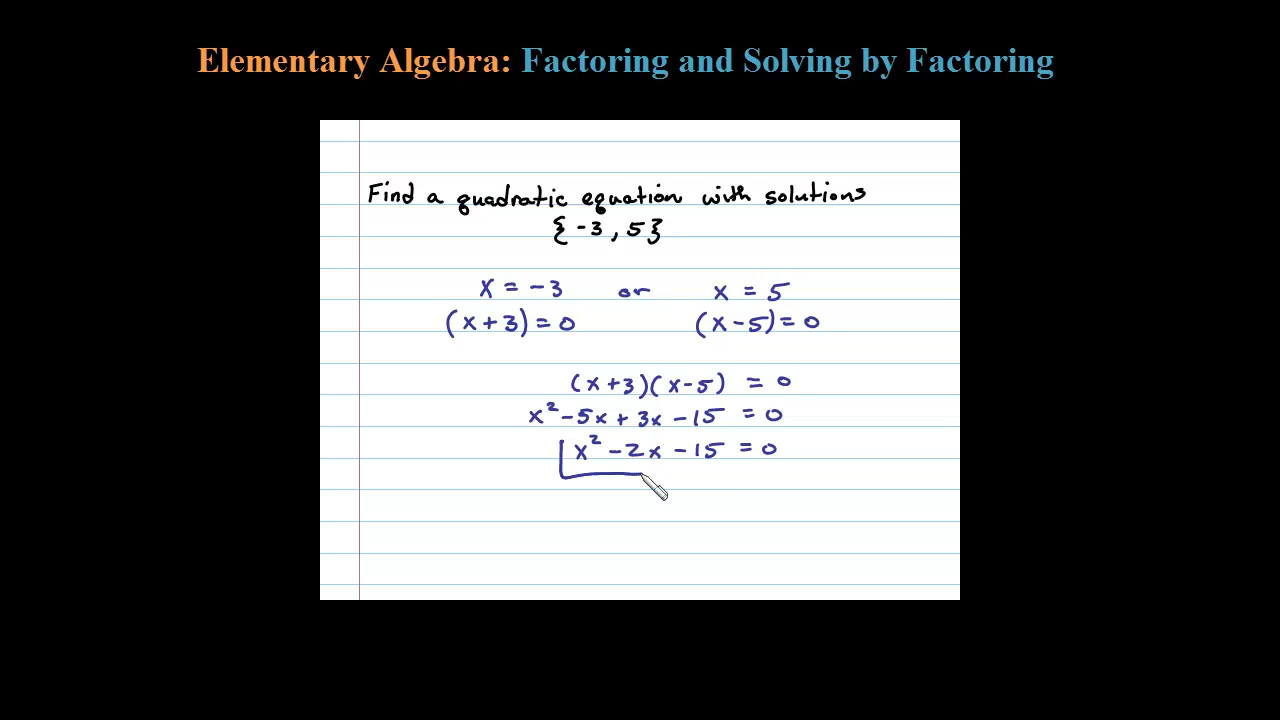 Elementary Algebra: Factoring and Solving by Factoring
Find a quadratic equation with solutions
{-3, 5}
x = -3 or x = 5
(x + 3) = 0 (x - 5) = 0
(x + 3)(x - 5) = 0
x² - 5x + 3x - 15 = 0
x² - 2x - 15 = 0